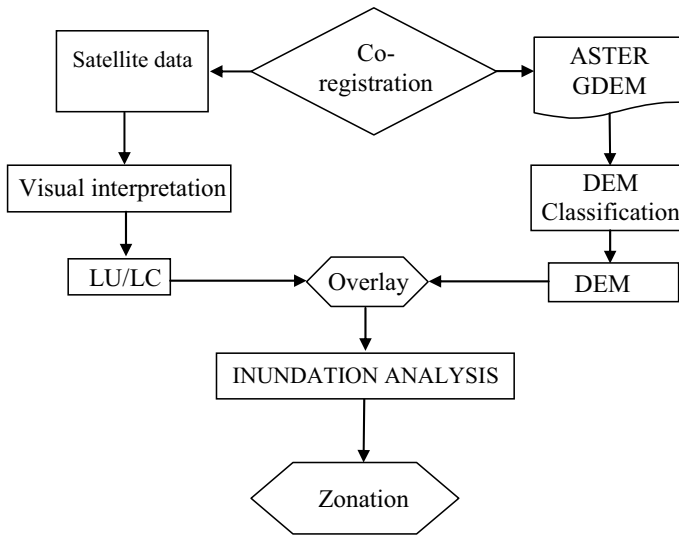 Satellite data
Co-
registration
ASTER
GDEM
Visual interpretation
DEM
Classification
LU/LC
Overlay
DEM
INUNDATION ANALYSIS
Zonation